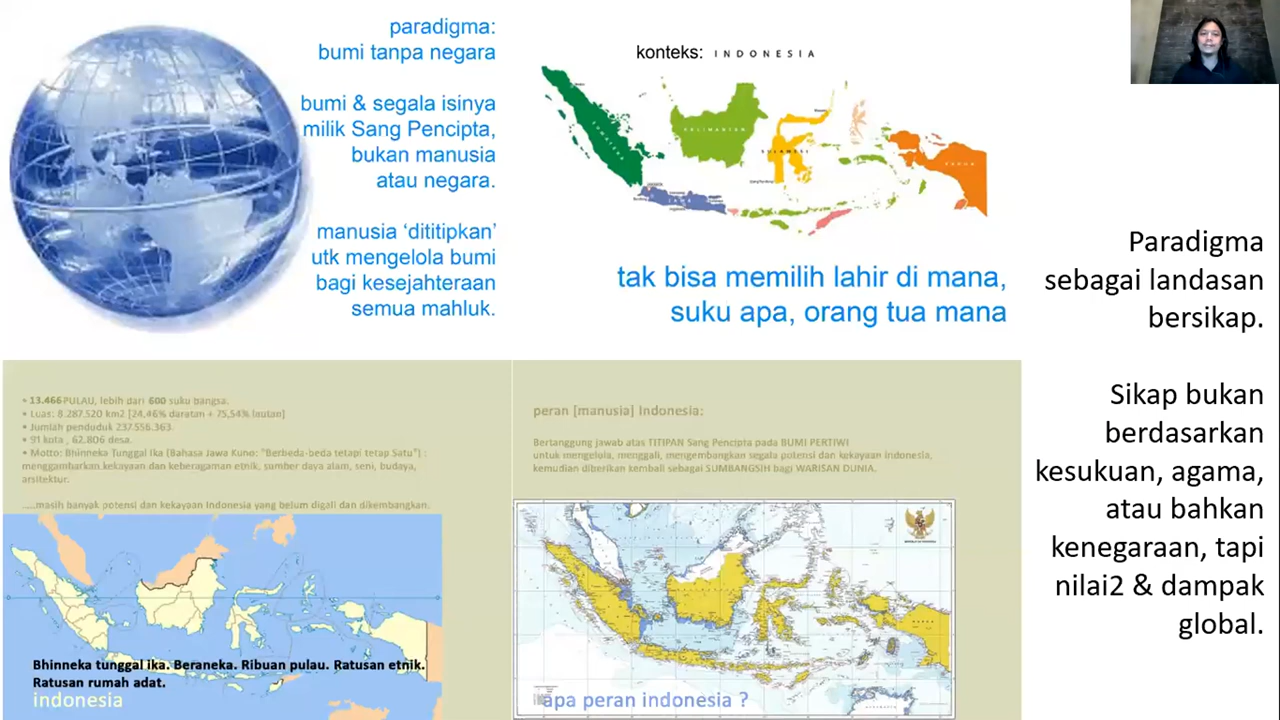 paradigma:
bumi tanpa negara
bumi & segala isinya
milik Sang Pencipta,
bukan manusia
atau negara.
manusia 'dititipkan'
utk mengelola bumi
bagi kesejahteraan
semua mahluk.
konteks: INDONESIA
SUMATERA
KALIMANTAN
SULAWESI
PAPUA
JAWA
tak bisa memilih lahir di mana,
suku apa, orang tua mana
Paradigma
sebagai landasan
bersikap.
Sikap bukan
berdasarkan
kesukuan, agama,
atau bahkan
kenegaraan, tapi
nilai2 & dampak
global.
• 13.466 PULAU, lebih dari 600 suku bangsa.
• Luas: 8.287.520 km2 [24,46% daratan + 75,54% lautan]
• Jumlah penduduk 237.556.363.
• 91 kota , 62.806 desa.
• Motto: Bhinneka Tunggal Ika (Bahasa Jawa Kuno: "Berbeda-beda tetapi tetap Satu") :
menggambarkan kekayaan dan keberagaman etnik, sumber daya alam, seni, budaya,
arsitektur.
.....masih banyak potensi dan kekayaan Indonesia yang belum digali dan dikembangkan.
Bhinneka tunggal ika. Beraneka. Ribuan pulau. Ratusan etnik.
Ratusan rumah adat.
indonesia
peran [manusia] Indonesia:
Bertanggung jawab atas TITIPAN Sang Pencipta pada BUMI PERTIWI
untuk mengelola, menggali, mengembangkan segala potensi dan kekayaan Indonesia,
kemudian diberikan kembali sebagai SUMBANGSIH bagi WARISAN DUNIA.
apa peran indonesia ?